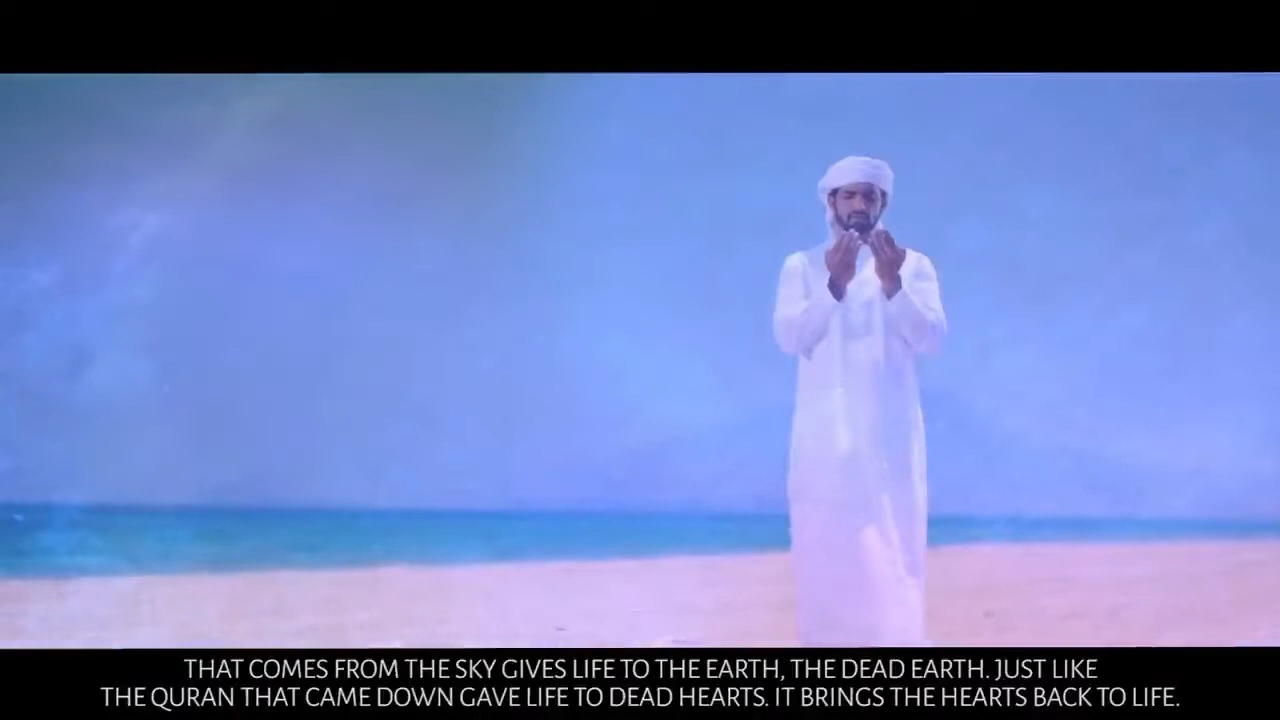 THAT COMES FROM THE SKY GIVES LIFE TO THE EARTH, THE DEAD EARTH. JUST LIKE
THE QURAN THAT CAME DOWN GAVE LIFE TO DEAD HEARTS. IT BRINGS THE HEARTS BACK TO LIFE.